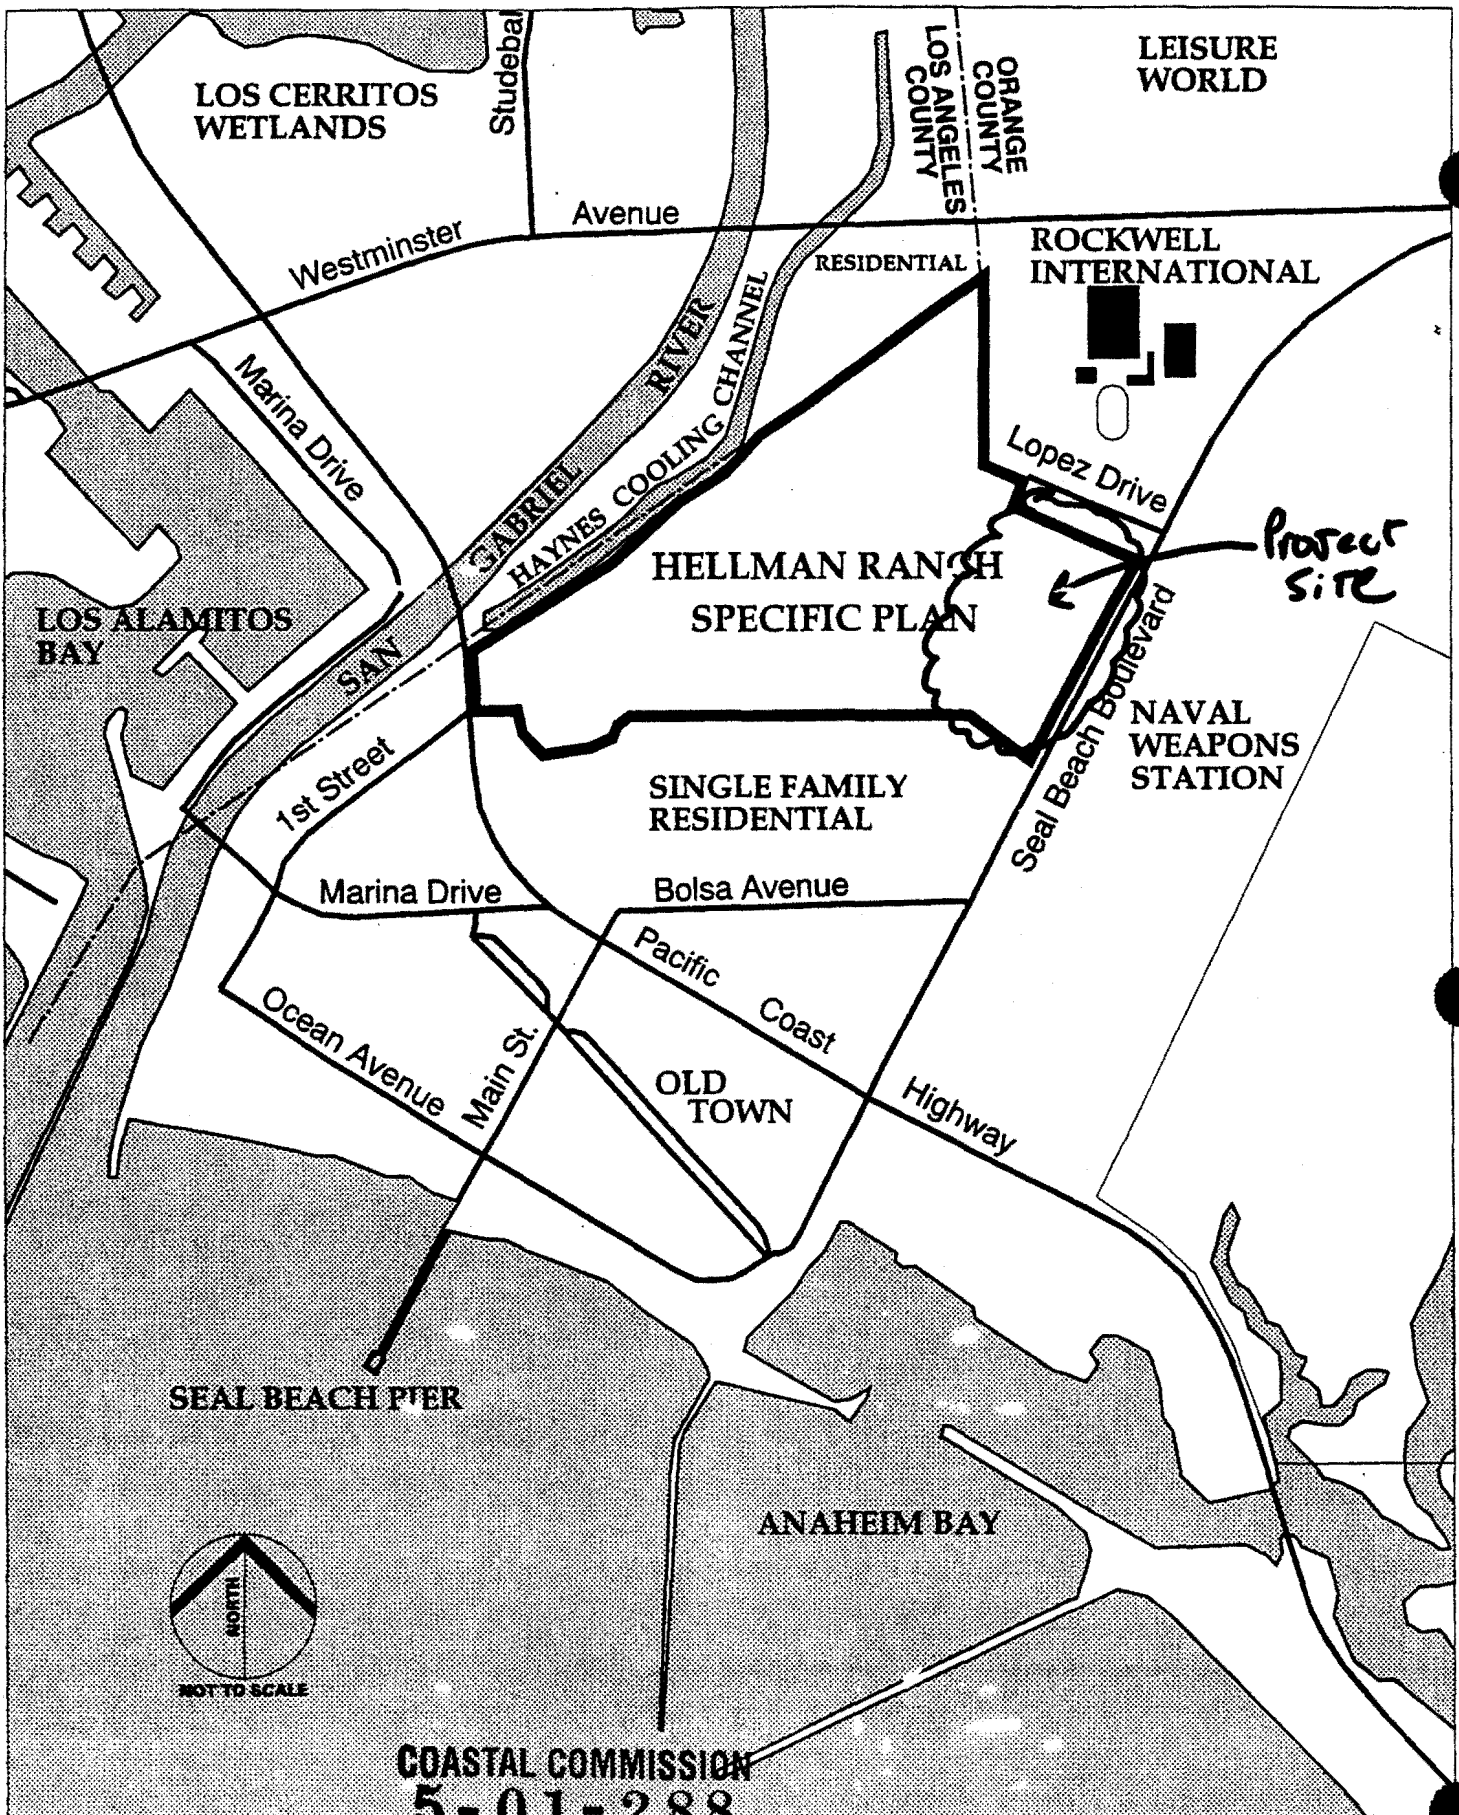 LOS CERRITOS
WETLANDS
Studebak
LOS ANGELES
COUNTY
ORANGE
COUNTY
LEISURE
WORLD
Westminster
Avenue
RESIDENTIAL
ROCKWELL
INTERNATIONAL
Marina Drive
SAN GABRIEL RIVER
HAYNES COOLING CHANNEL
Lopez Drive
Project
Site
HELLMAN RANCH
SPECIFIC PLAN
LOS ALAMITOS
BAY
Seal Beach Boulevard
NAVAL
WEAPONS
STATION
1st Street
SINGLE FAMILY
RESIDENTIAL
Marina Drive
Bolsa Avenue
Pacific Coast Highway
Ocean Avenue
Main St.
OLD
TOWN
SEAL BEACH PIER
ANAHEIM BAY
NORTH
NOT TO SCALE
COASTAL COMMISSION
5-01-288